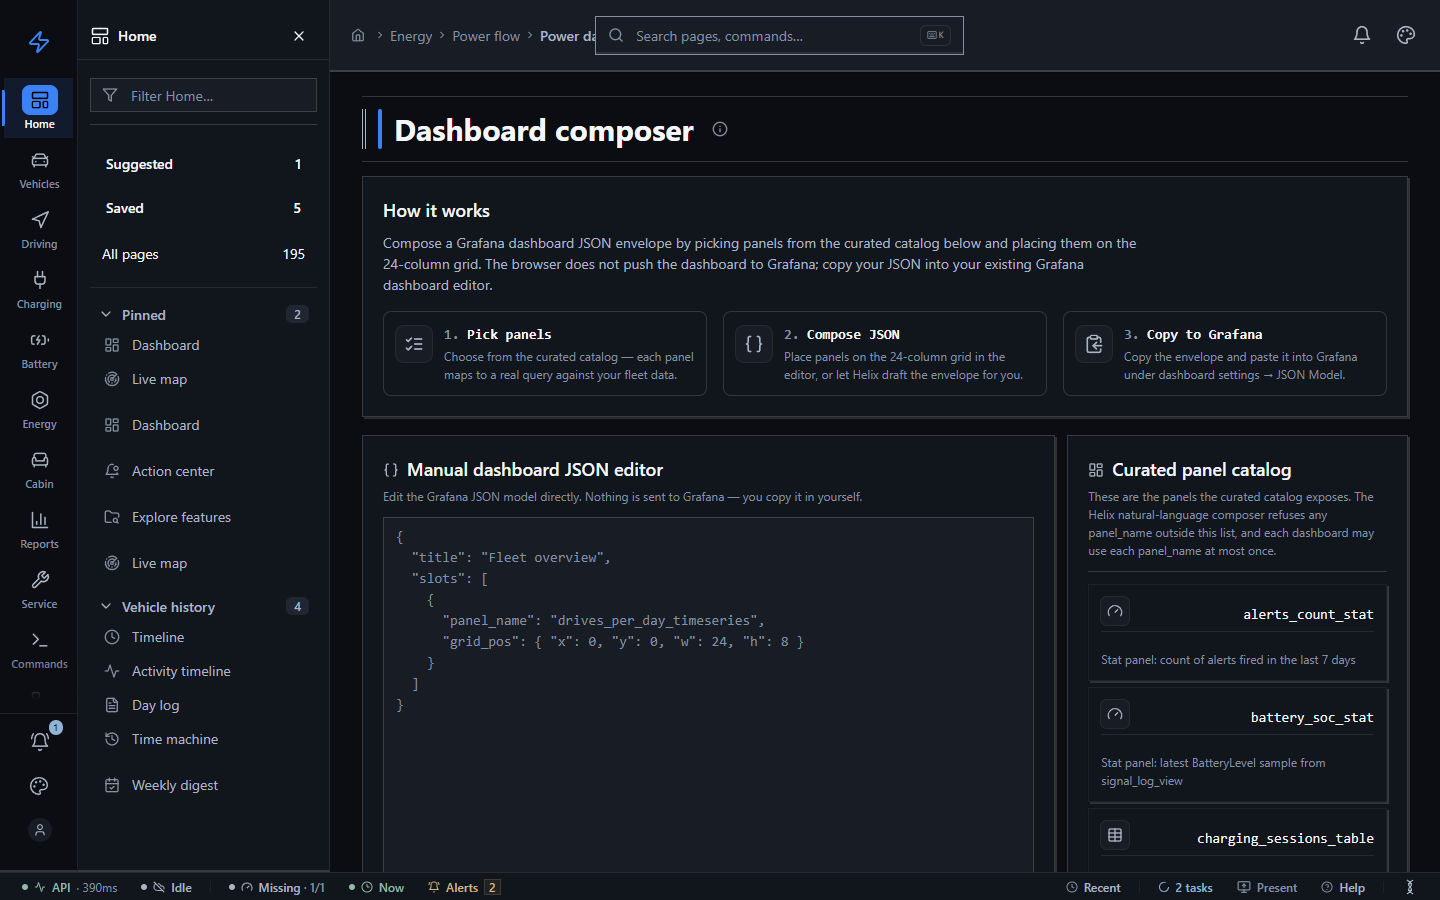 Home
Vehicles
Driving
Charging
Battery
Energy
Cabin
Reports
Service
Commands
1
Home
Filter Home...
Suggested 1
Saved 5
All pages 195
Pinned 2
Dashboard
Live map
Dashboard
Action center
Explore features
Live map
Vehicle history 4
Timeline
Activity timeline
Day log
Time machine
Weekly digest
Energy > Power flow > Power da
Search pages, commands... K
Dashboard composer
How it works
Compose a Grafana dashboard JSON envelope by picking panels from the curated catalog below and placing them on the
24-column grid. The browser does not push the dashboard to Grafana; copy your JSON into your existing Grafana
dashboard editor.
1. Pick panels
Choose from the curated catalog — each panel
maps to a real query against your fleet data.
2. Compose JSON
Place panels on the 24-column grid in the
editor, or let Helix draft the envelope for you.
3. Copy to Grafana
Copy the envelope and paste it into Grafana
under dashboard settings → JSON Model.
Manual dashboard JSON editor
Edit the Grafana JSON model directly. Nothing is sent to Grafana — you copy it in yourself.
{
"title": "Fleet overview",
"slots": [
{
"panel_name": "drives_per_day_timeseries",
"grid_pos": { "x": 0, "y": 0, "w": 24, "h": 8 }
}
]
}
Curated panel catalog
These are the panels the curated catalog exposes. The
Helix natural-language composer refuses any
panel_name outside this list, and each dashboard may
use each panel_name at most once.
alerts_count_stat
Stat panel: count of alerts fired in the last 7 days
battery_soc_stat
Stat panel: latest BatteryLevel sample from
signal_log_view
charging_sessions_table
API · 390ms
Idle
Missing · 1/1
Now
Alerts 2
Recent
2 tasks
Present
Help